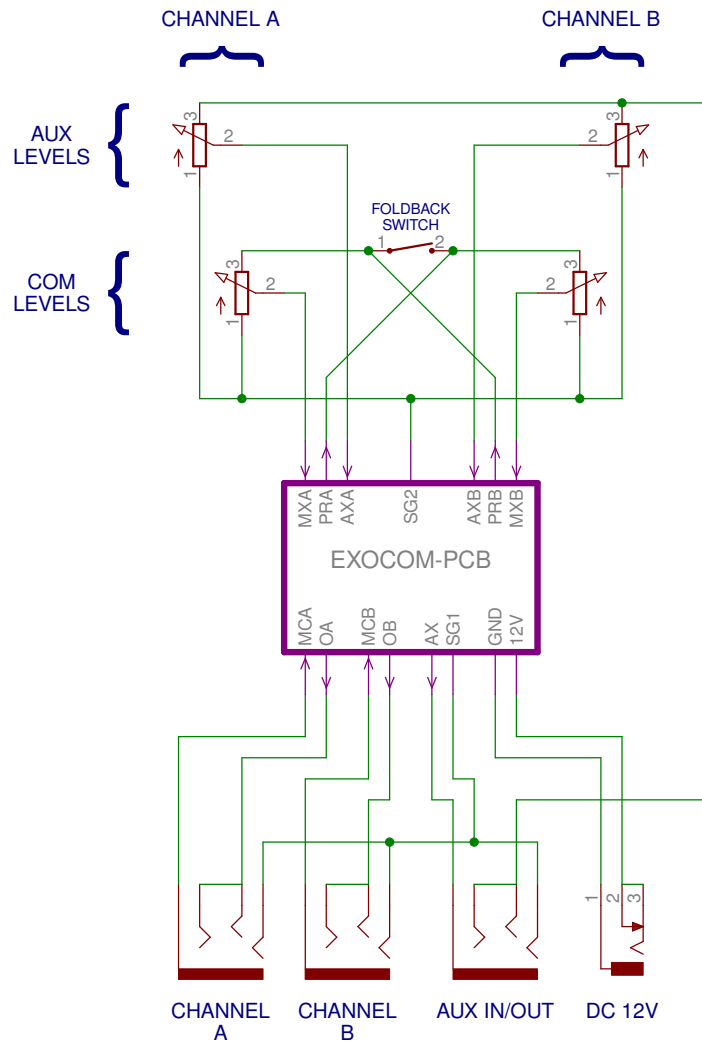 CHANNEL A
CHANNEL B
AUX
LEVELS
3
2
1
3
2
1
FOLDBACK
SWITCH
1
2
COM
LEVELS
3
2
1
3
2
1
MXA
PRA
AXA
SG2
AXB
PRB
MXB
EXOCOM-PCB
MCA
OA
MCB
OB
AX
SG1
GND
12V
1
2
3
CHANNEL
A
CHANNEL
B
AUX IN/OUT
DC 12V